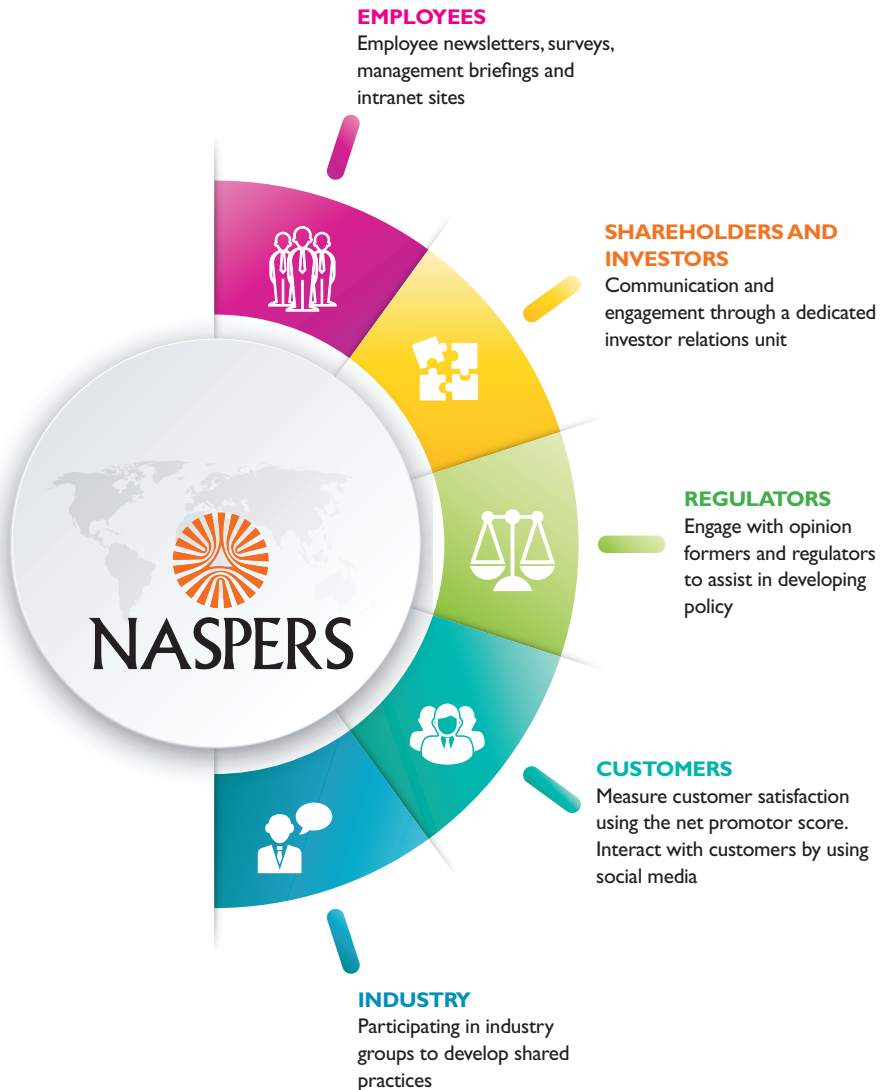 EMPLOYEES
Employee newsletters, surveys,
management briefings and
intranet sites
SHAREHOLDERS AND
INVESTORS
Communication and
engagement through a dedicated
investor relations unit
NASPERS
REGULATORS
Engage with opinion
formers and regulators
to assist in developing
policy
CUSTOMERS
Measure customer satisfaction
using the net promotor score.
Interact with customers by using
social media
INDUSTRY
Participating in industry
groups to develop shared
practices